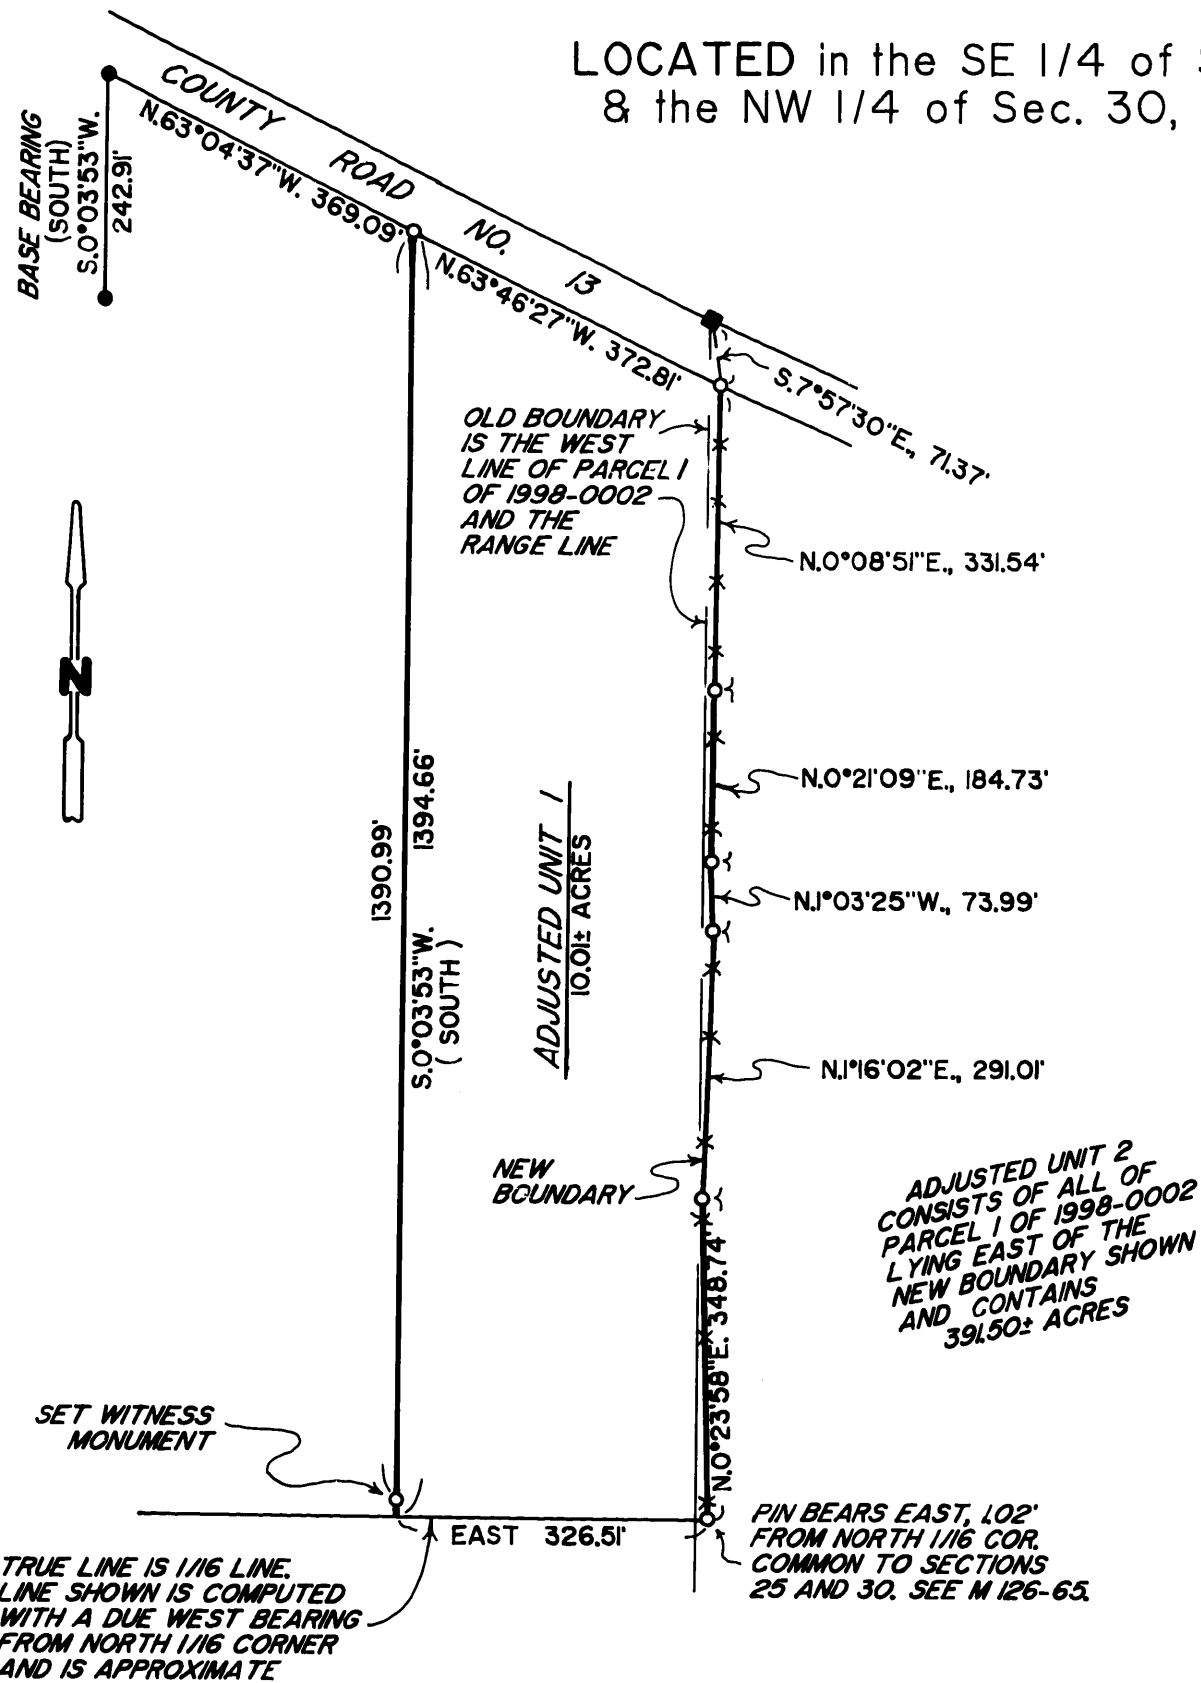 LOCATED in the SE 1/4 of
& the NW 1/4 of Sec. 30,
BASE BEARING
(SOUTH)
S.0°03'53"W.
242.91'
COUNTY ROAD NO. 13
N.63°04'37"W. 369.09'
N.63°46'27"W. 372.81'
S.7°57'30"E., 71.37'
OLD BOUNDARY
IS THE WEST
LINE OF PARCEL 1
OF 1998-0002
AND THE
RANGE LINE
N.0°08'51"E., 331.54'
N
N.0°21'09"E., 184.73'
1390.99'
1394.66'
S.0°03'53"W.
( SOUTH )
ADJUSTED UNIT 1
10.01± ACRES
N.1°03'25"W., 73.99'
N.1°16'02"E., 291.01'
NEW
BOUNDARY
ADJUSTED UNIT 2
CONSISTS OF ALL OF
PARCEL 1 OF 1998-0002
LYING EAST OF THE
NEW BOUNDARY SHOWN
AND CONTAINS
391.50± ACRES
N.0°23'58"E. 348.74'
SET WITNESS
MONUMENT
EAST 326.51'
PIN BEARS EAST, 1.02'
FROM NORTH 1/16 COR.
COMMON TO SECTIONS
25 AND 30. SEE M 126-65.
TRUE LINE IS 1/16 LINE.
LINE SHOWN IS COMPUTED
WITH A DUE WEST BEARING
FROM NORTH 1/16 CORNER
AND IS APPROXIMATE